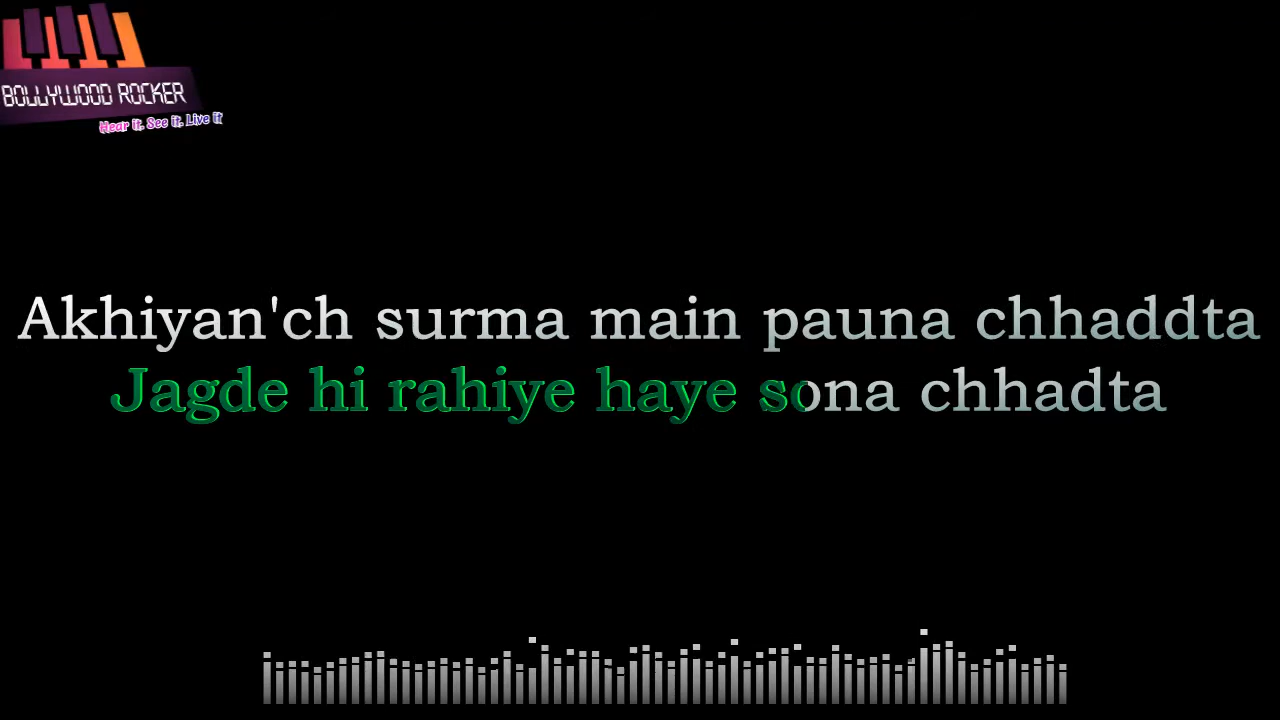 BOLLYWOOD ROCKER
Hear it. See it. Live it
Akhiyan'ch surma main pauna chhaddta
Jagde hi rahiye haye sona chhadta